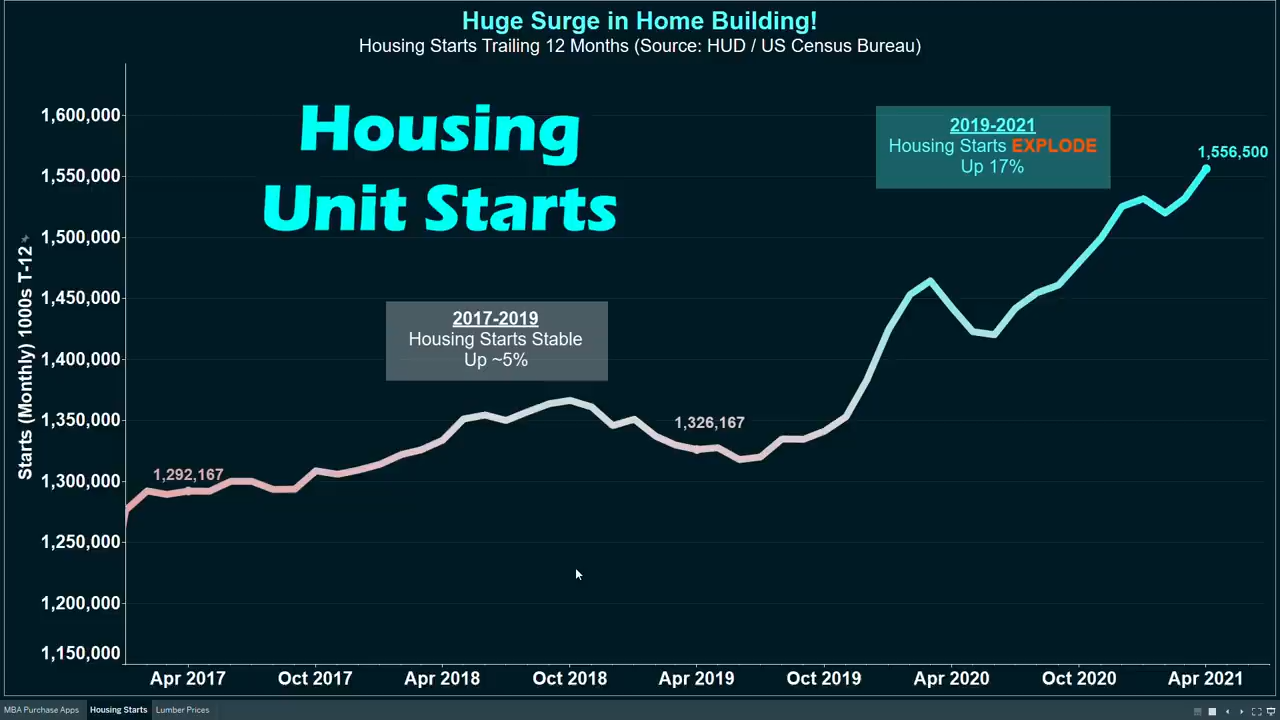 Huge Surge in Home Building!
Housing Starts Trailing 12 Months (Source: HUD / US Census Bureau)
Housing
Unit Starts
2019-2021
Housing Starts EXPLODE
Up 17%
1,556,500
2017-2019
Housing Starts Stable
Up ~5%
1,326,167
1,292,167
Starts (Monthly) 1000s T-12
1,600,000
1,550,000
1,500,000
1,450,000
1,400,000
1,350,000
1,300,000
1,250,000
1,200,000
1,150,000
Apr 2017
Oct 2017
Apr 2018
Oct 2018
Apr 2019
Oct 2019
Apr 2020
Oct 2020
Apr 2021
MBA Purchase Apps
Housing Starts
Lumber Prices